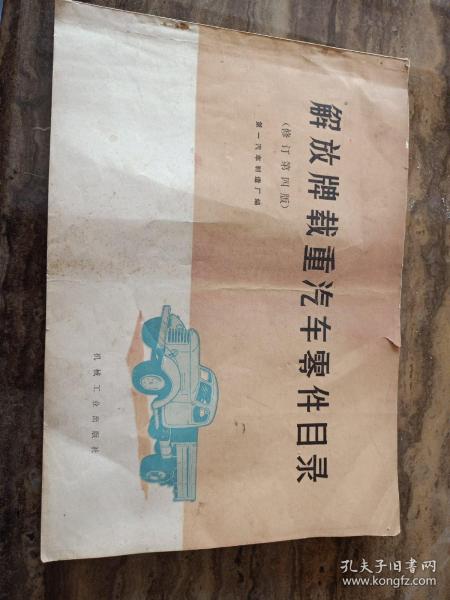 解放牌载重汽车零件目录
（修订第四版）
第一汽车制造厂编
机械工业出版社
孔夫子旧书网
www.kongfz.com